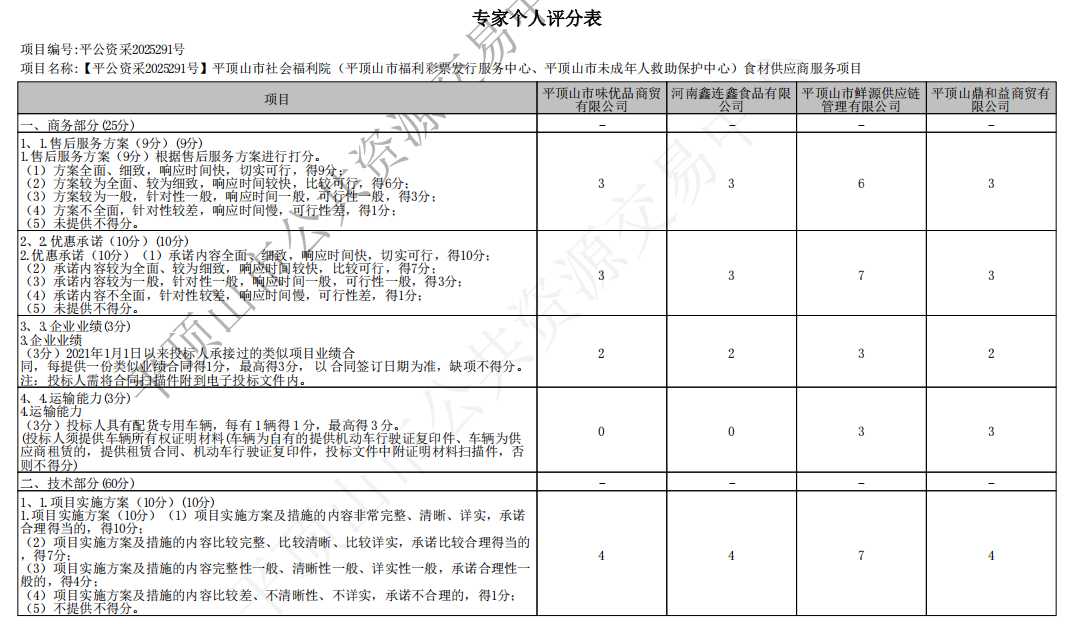 专家个人评分表
项目编号:平公资采2025291号
项目名称:【平公资采2025291号】平顶山市社会福利院（平顶山市福利彩票发行服务中心、平顶山市未成年人救助保护中心）食材供应商服务项目
项目 平顶山市味优品商贸有限公司 河南鑫连鑫食品有限公司 平顶山市鲜源供应链管理有限公司 平顶山鼎和益商贸有限公司
一、商务部分(25分) - - - -
1、1.售后服务方案（9分）(9分)
1.售后服务方案（9分）根据售后服务方案进行打分。
（1）方案全面、细致，响应时间快，切实可行，得9分；
（2）方案较为全面、较为细致，响应时间较快，比较可行，得6分；
（3）方案较为一般，针对性一般，响应时间一般，可行性一般，得3分；
（4）方案不全面，针对性较差，响应时间慢，可行性差，得1分；
（5）未提供不得分。
3 3 6 3
2、2.优惠承诺（10分）(10分)
2.优惠承诺（10分）（1）承诺内容全面、细致，响应时间快，切实可行，得10分；
（2）承诺内容较为全面、较为细致，响应时间较快，比较可行，得7分；
（3）承诺内容较为一般，针对性一般，响应时间一般，可行性一般，得3分；
（4）承诺内容不全面，针对性较差，响应时间慢，可行性差，得1分；
（5）未提供不得分。
3 3 7 3
3、3.企业业绩(3分)
3.企业业绩
（3分）2021年1月1日以来投标人承接过的类似项目业绩合
同，每提供一份类似业绩合同得1分，最高得3分， 以合同签订日期为准，缺项不得分。
注：投标人需将合同扫描件附到电子投标文件内。
2 2 3 2
4、4.运输能力(3分)
4.运输能力
（3分）投标人具有配货专用车辆，每有1辆得1分，最高得3分。
(投标人须提供车辆所有权证明材料(车辆为自有的提供机动车行驶证复印件、车辆为供
应商租赁的，提供租赁合同、机动车行驶证复印件，投标文件中附证明材料扫描件，否
则不得分)
0 0 3 3
二、技术部分(60分) - - - -
1、1.项目实施方案（10分）(10分)
1.项目实施方案（10分）（1）项目实施方案及措施的内容非常完整、清晰、详实，承诺
合理得当的，得10分；
（2）项目实施方案及措施的内容比较完整、比较清晰、比较详实，承诺比较合理得当的
，得7分；
（3）项目实施方案及措施的内容完整性一般、清晰性一般、详实性一般，承诺合理性一
般的，得4分；
（4）项目实施方案及措施的内容比较差、不清晰性、不详实，承诺不合理的，得1分；
（5）不提供不得分。
4 4 7 4
平顶山市公共资源交易中
平顶山市公共资源交易中